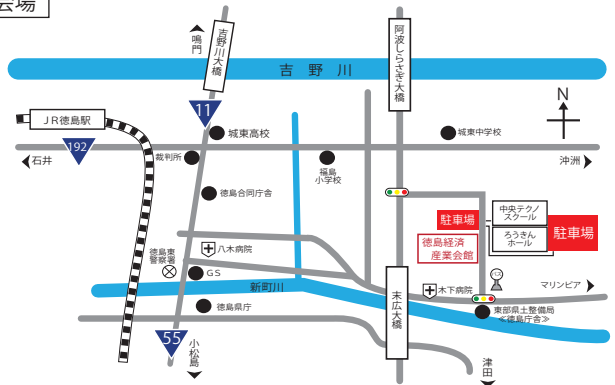 会場
鳴門
吉野川大橋
阿波しらさぎ大橋
吉野川
N
JR徳島駅
11
192
石井
裁判所
城東高校
福島
小学校
城東中学校
沖洲
徳島合同庁舎
中央テクノ
スクール
駐車場
ろうきん
ホール
駐車場
徳島経済
産業会館
徳島東
警察署
八木病院
GS
新町川
木下病院
マリンピア
徳島県庁
末広大橋
東部県土整備局
≪徳島庁舎≫
55
小松島
津田